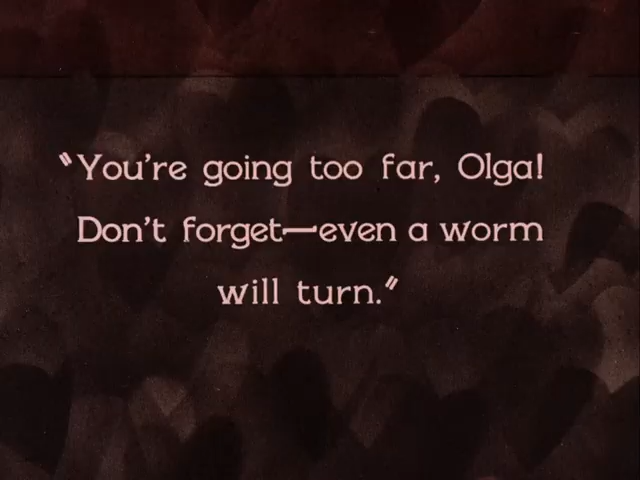 "You're going too far, Olga!
Don't forget—even a worm
will turn."